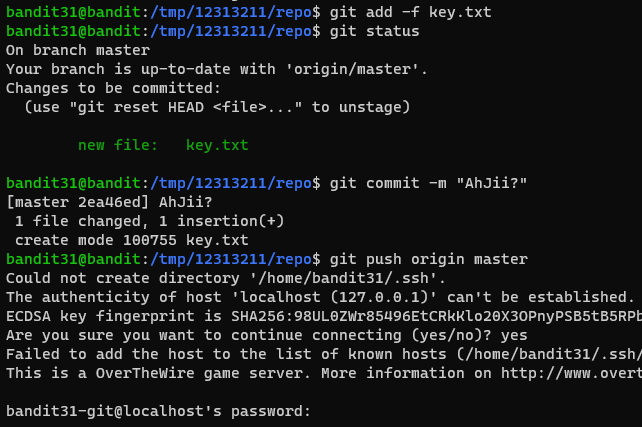 bandit31@bandit:/tmp/12313211/repo$ git add -f key.txt
bandit31@bandit:/tmp/12313211/repo$ git status
On branch master
Your branch is up-to-date with 'origin/master'.
Changes to be committed:
  (use "git reset HEAD <file>..." to unstage)

        new file:   key.txt

bandit31@bandit:/tmp/12313211/repo$ git commit -m "AhJii?"
[master 2ea46ed] AhJii?
 1 file changed, 1 insertion(+)
 create mode 100755 key.txt
bandit31@bandit:/tmp/12313211/repo$ git push origin master
Could not create directory '/home/bandit31/.ssh'.
The authenticity of host 'localhost (127.0.0.1)' can't be established.
ECDSA key fingerprint is SHA256:98UL0ZWr85496EtCRkKlo20X3OPnyPSB5tB5RPb
Are you sure you want to continue connecting (yes/no)? yes
Failed to add the host to the list of known hosts (/home/bandit31/.ssh/
This is a OverTheWire game server. More information on http://www.overt

bandit31-git@localhost's password: